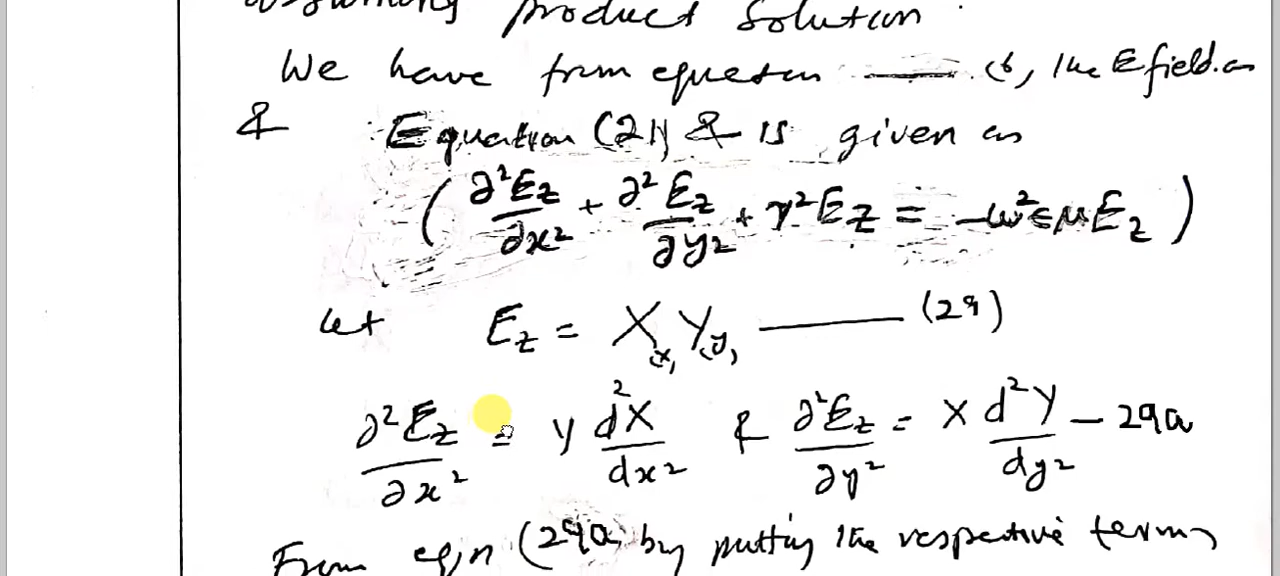 product solution
We have from equation (6, the E field as
& Equation (21) & is given as
( ∂²Ez/∂x² + ∂²Ez/∂y² + γ²Ez = -ω²εμEz )
let Ez = X(x) Y(y) ——— (29)
∂²Ez/∂x² = Y d²X/dx² & ∂²Ez/∂y² = X d²Y/dy² — 29a
From eqn (29a) by putting the respective terms